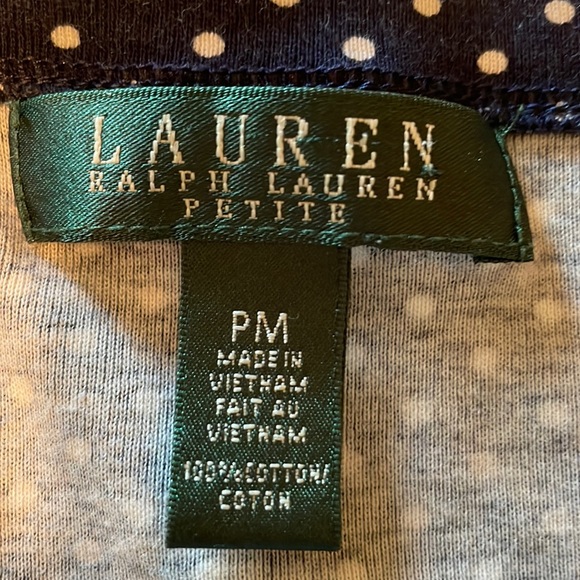 LAUREN
RALPH LAUREN
PETITE
PM
MADE IN
VIETNAM
FAIT AU
VIETNAM
100% COTTON/
COTON